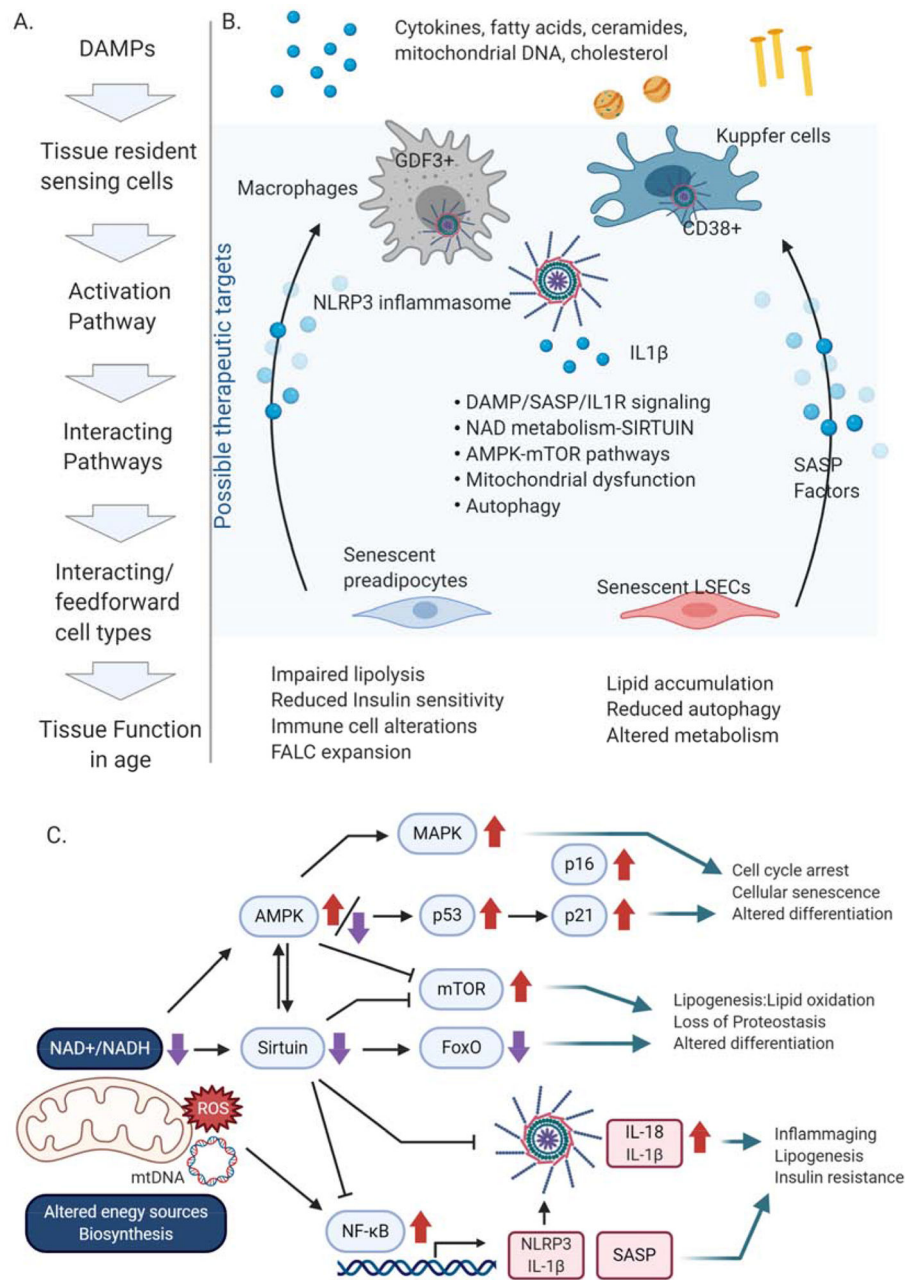 A.
DAMPs
Tissue resident
sensing cells
Activation
Pathway
Interacting
Pathways
Interacting/
feedforward
cell types
Tissue Function
in age
B.
Cytokines, fatty acids, ceramides,
mitochondrial DNA, cholesterol
Possible therapeutic targets
GDF3+
Macrophages
Kuppfer cells
CD38+
NLRP3 inflammasome
IL1β
• DAMP/SASP/IL1R signaling
• NAD metabolism-SIRTUIN
• AMPK-mTOR pathways
• Mitochondrial dysfunction
• Autophagy
SASP
Factors
Senescent
preadipocytes
Senescent LSECs
Impaired lipolysis
Reduced Insulin sensitivity
Immune cell alterations
FALC expansion
Lipid accumulation
Reduced autophagy
Altered metabolism
C.
MAPK
p16
AMPK
p53
p21
Cell cycle arrest
Cellular senescence
Altered differentiation
mTOR
NAD+/NADH
Sirtuin
FoxO
Lipogenesis:Lipid oxidation
Loss of Proteostasis
Altered differentiation
ROS
mtDNA
Altered enegy sources
Biosynthesis
IL-18
IL-1β
Inflammaging
Lipogenesis
Insulin resistance
NF-κB
NLRP3
IL-1β
SASP